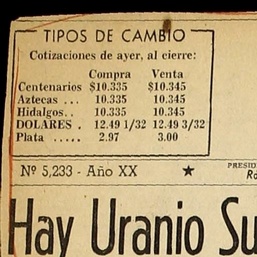 TIPOS DE CAMBIO
Cotizaciones de ayer, al cierre:
Compra Venta
Centenarios $10.335 $10.345
Aztecas ... 10.335 10.345
Hidalgos.. 10.335 10.345
DOLARES . 12.49 1/32 12.49 3/32
Plata ..... 2.97 3.00
Nº 5,233 - Año XX ★ PRESID
Hay Uranio Su